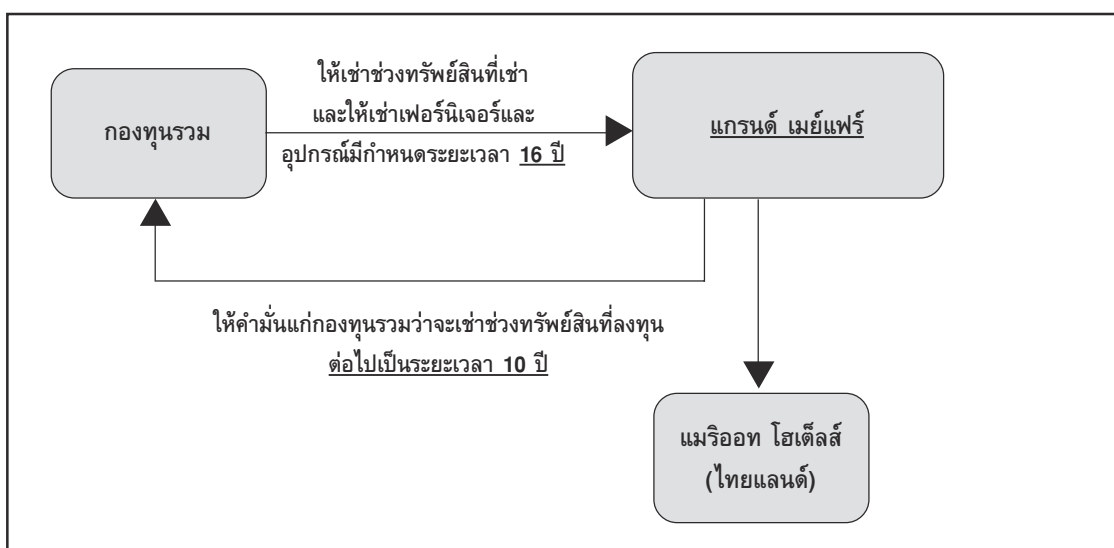 กองทุนรวม
ให้เช่าช่วงทรัพย์สินที่เช่า
และให้เช่าเฟอร์นิเจอร์และ
อุปกรณ์มีกำหนดระยะเวลา 16 ปี
แกรนด์ เมย์แฟร์
ให้คำมั่นแก่กองทุนรวมว่าจะเช่าช่วงทรัพย์สินที่ลงทุน
ต่อไปเป็นระยะเวลา 10 ปี
แมริออท โฮเต็ลส์
(ไทยแลนด์)